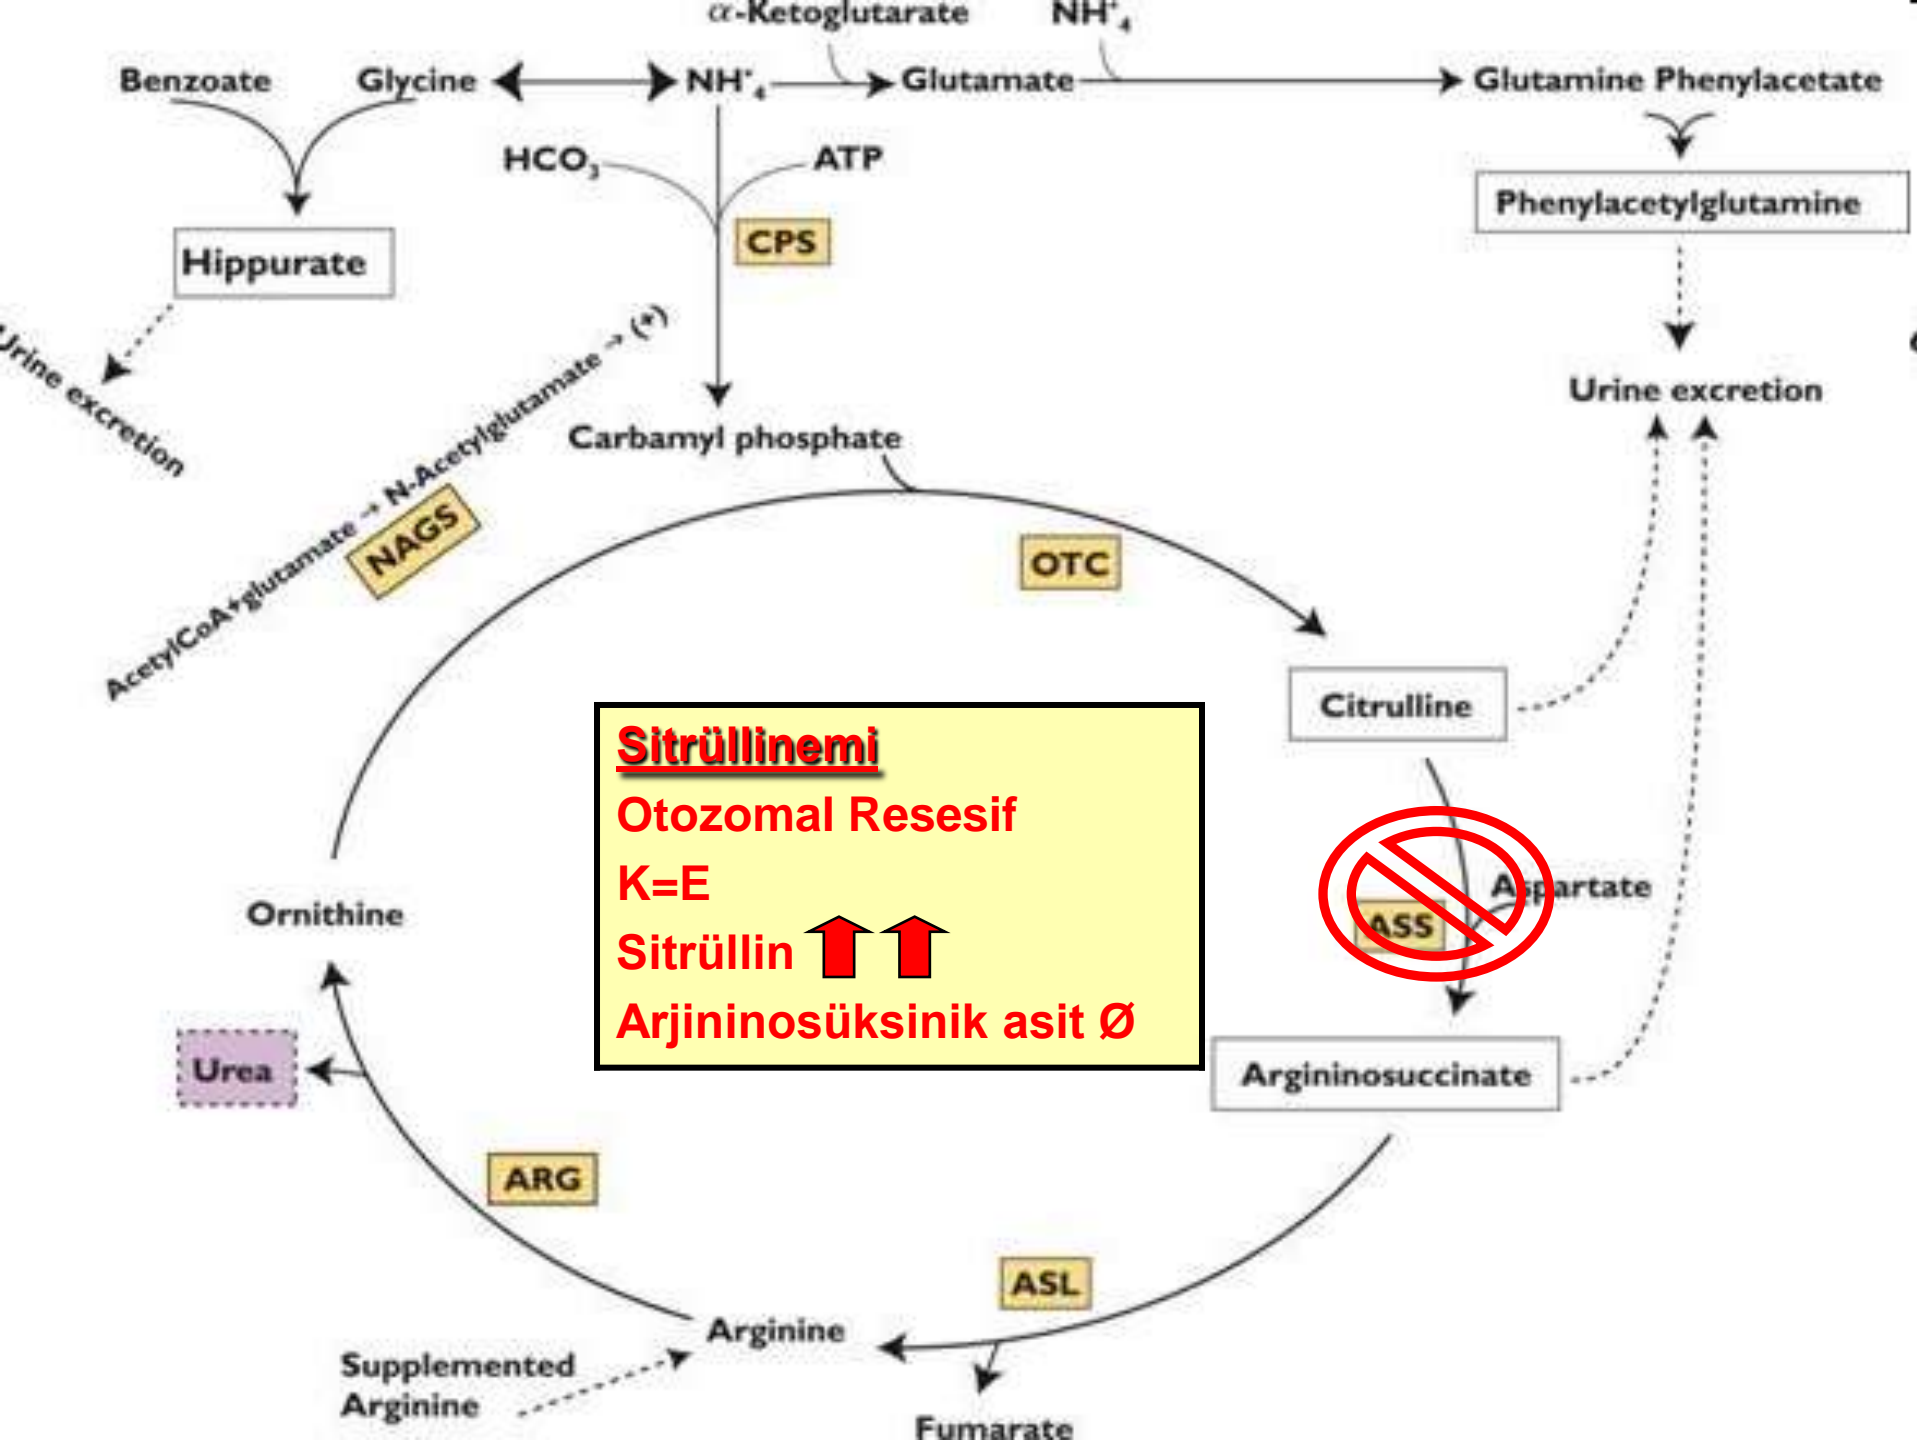 α-Ketoglutarate NH⁺₄
Benzoate Glycine NH⁺₄ Glutamate Glutamine Phenylacetate
HCO₃ ATP
CPS
Phenylacetylglutamine
Hippurate
Urine excretion
Urine excretion
AcetylCoA+glutamate → N-Acetylglutamate → (*)
NAGS
Carbamyl phosphate
OTC
Citrulline
Sitrüllinemi
Otozomal Resesif
K=E
Sitrüllin
Arjininosüksinik asit Ø
Aspartate
ASS
Ornithine
Urea
Argininosuccinate
ARG
ASL
Arginine
Supplemented
Arginine
Fumarate